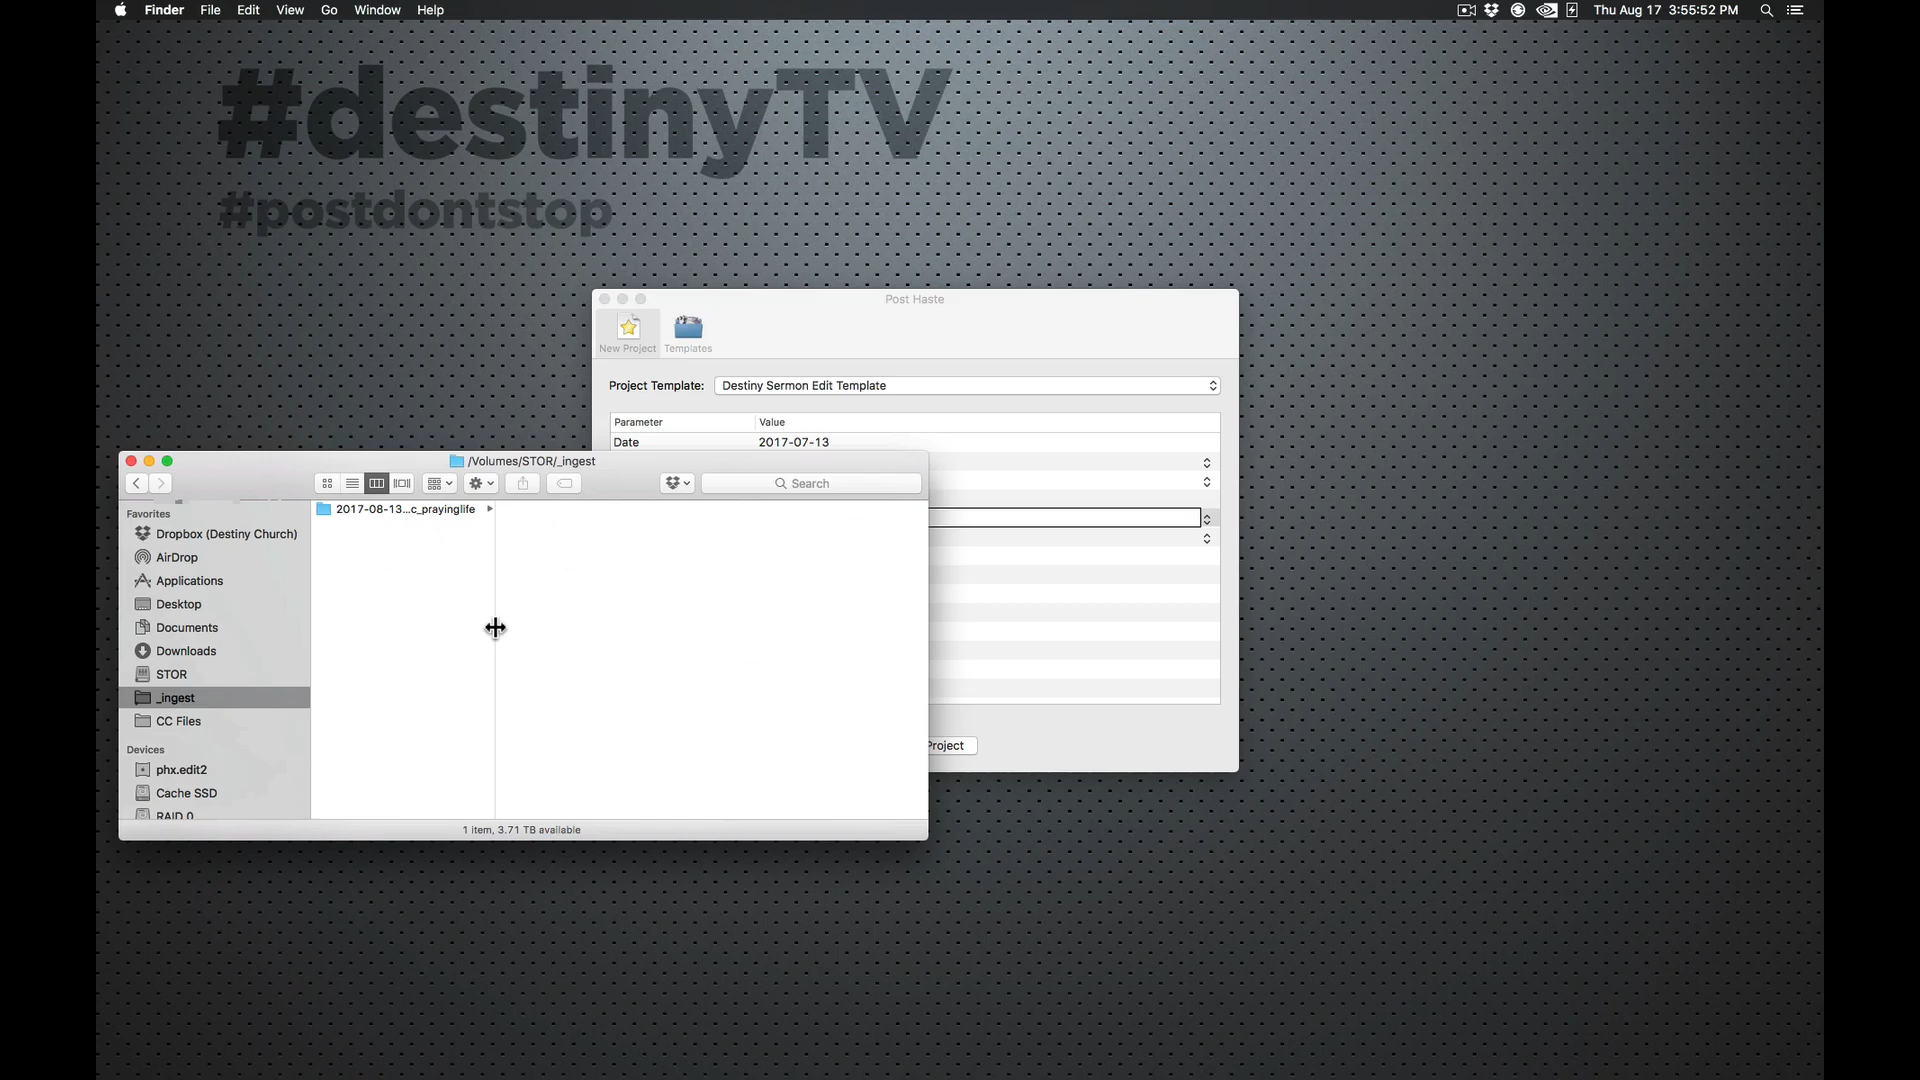 Finder File Edit View Go Window Help
Thu Aug 17 3:55:52 PM
#destinyTV
#postdontstop
Post Haste
New Project
Templates
Project Template:
Destiny Sermon Edit Template
Parameter
Value
Date
2017-07-13
/Volumes/STOR/_ingest
Search
Favorites
Dropbox (Destiny Church)
AirDrop
Applications
Desktop
Documents
Downloads
STOR
_ingest
CC Files
Devices
phx.edit2
Cache SSD
RAID 0
2017-08-13...c_prayinglife
1 item, 3.71 TB available
Project